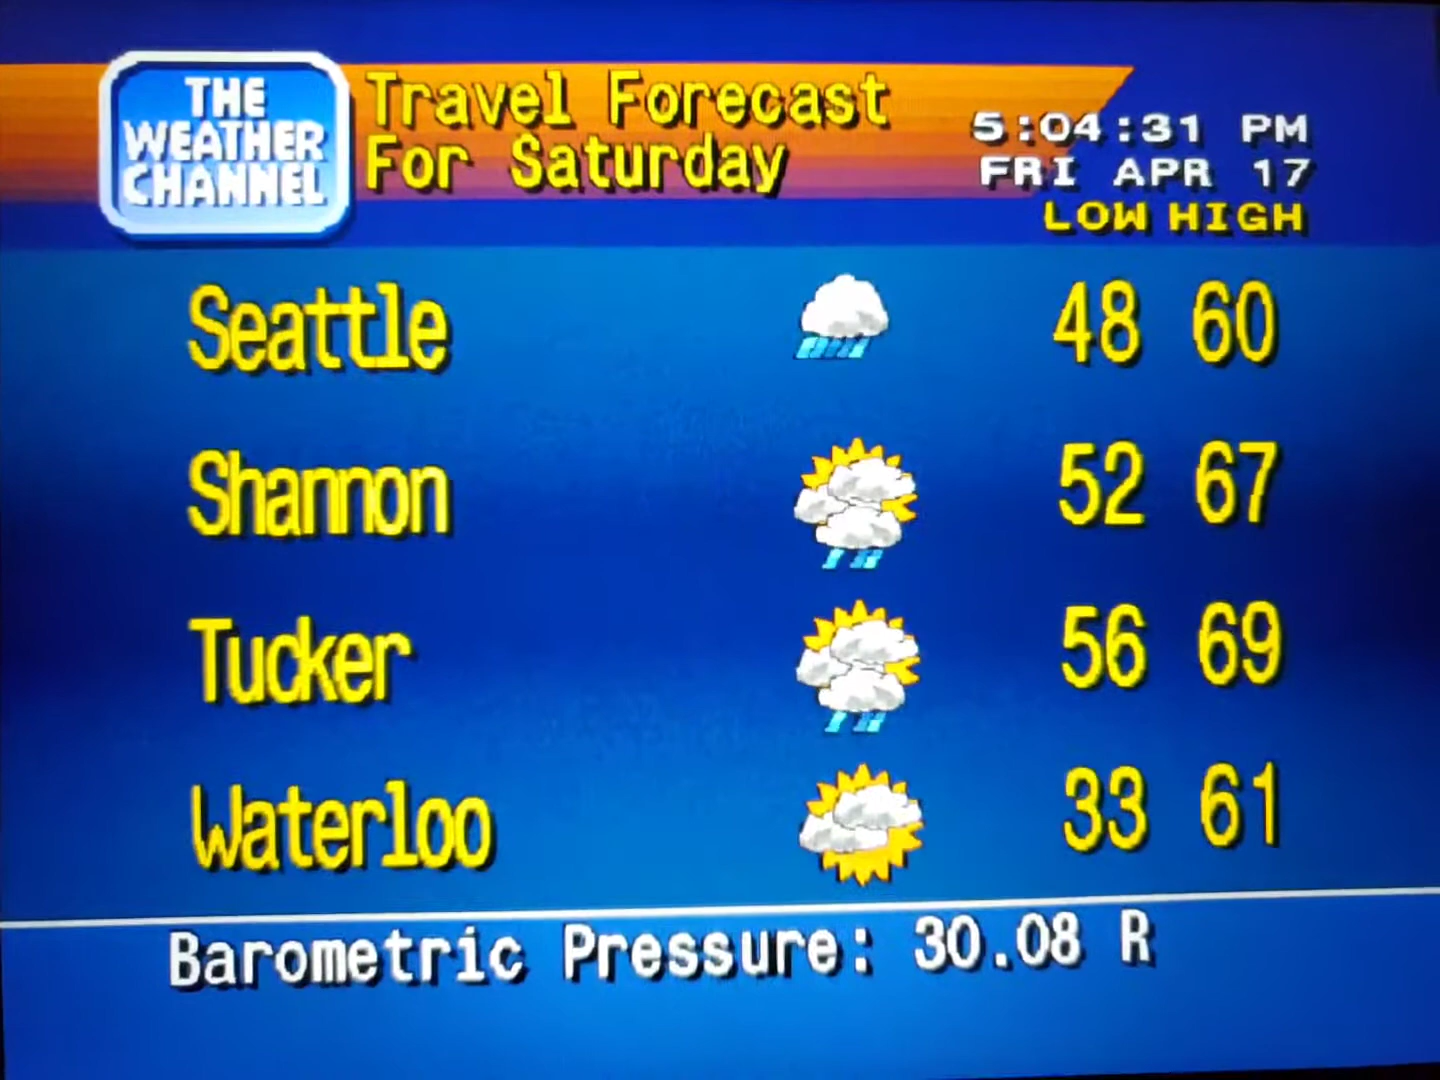 THE
WEATHER
CHANNEL
Travel Forecast
For Saturday
5:04:31 PM
FRI APR 17
LOW HIGH
Seattle 48 60
Shannon 52 67
Tucker 56 69
Waterloo 33 61
Barometric Pressure: 30.08 R